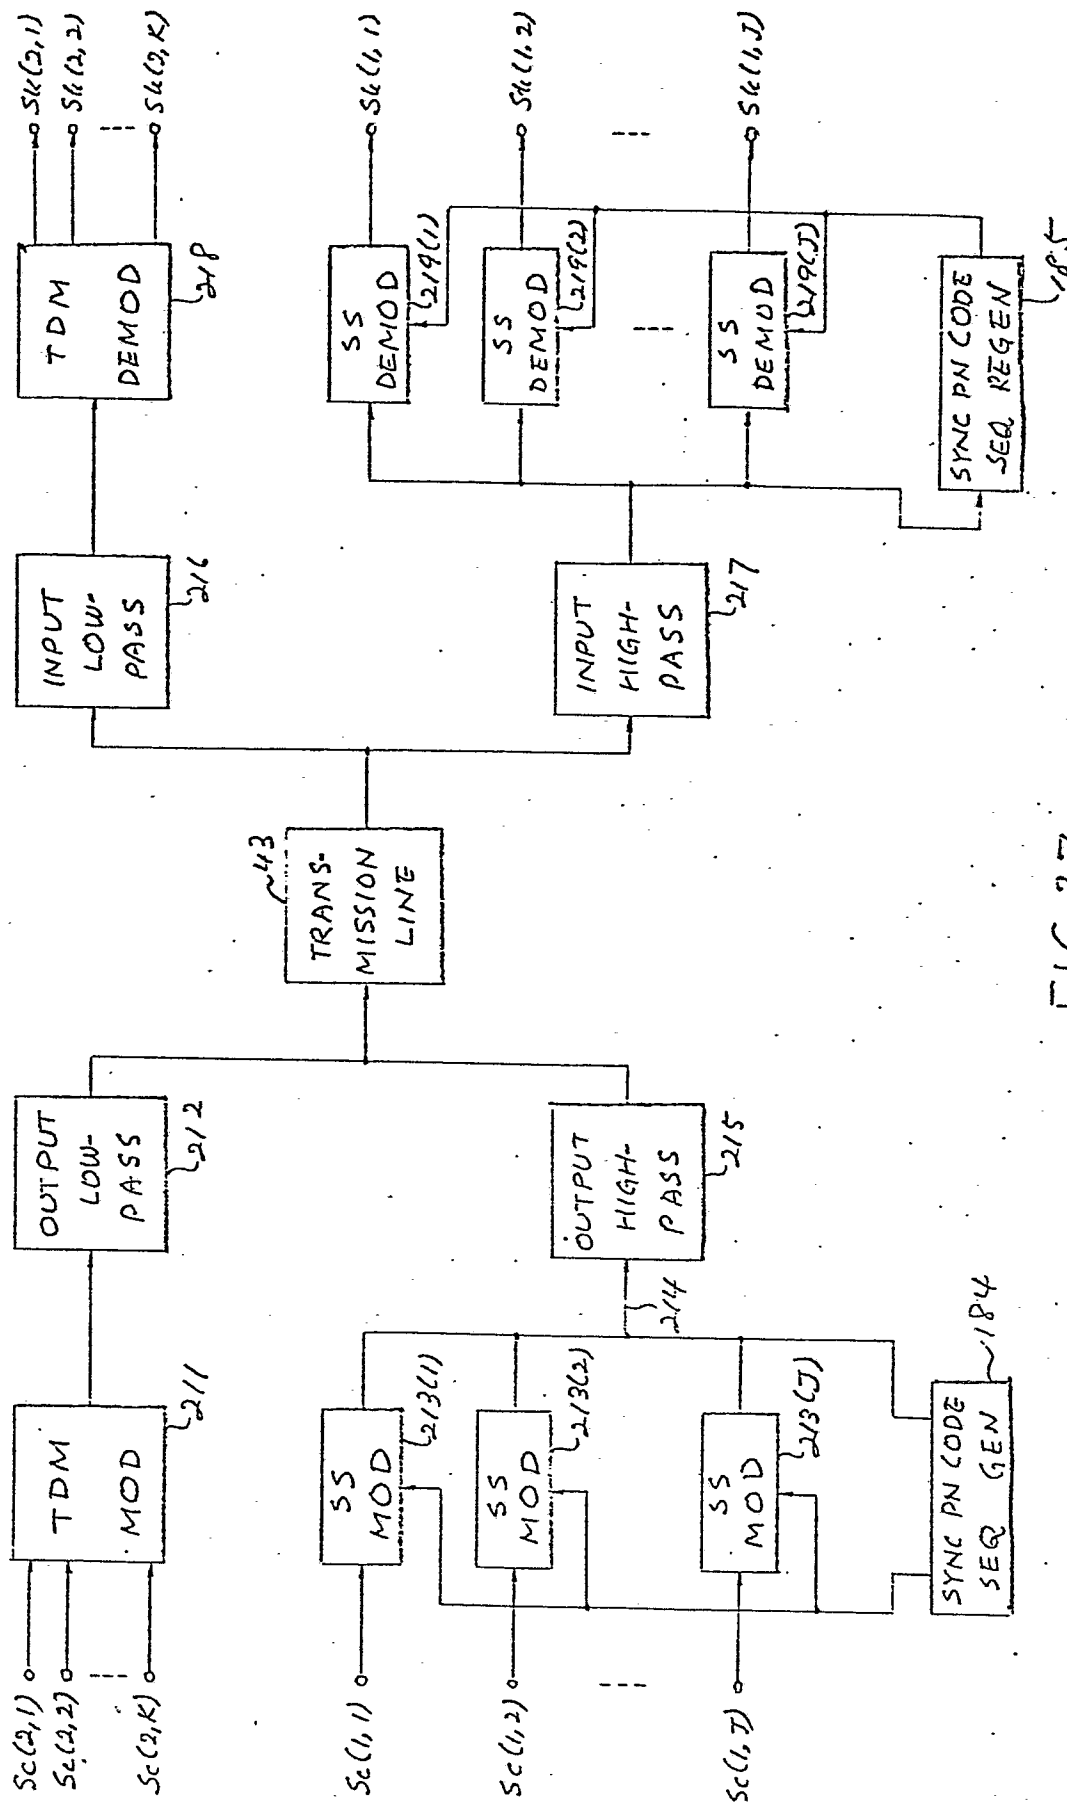 Sc(2,1)
Sc(2,2)
Sc(2,K)
TDM
MOD
211
OUTPUT
LOW-
PASS
212
Sc(1,1)
SS
MOD
213(1)
Sc(1,2)
SS
MOD
213(2)
Sc(1,J)
SS
MOD
213(J)
SYNC PN CODE
SEQ GEN
184
214
OUTPUT
HIGH-
PASS
215
TRANS-
MISSION
LINE
43
INPUT
LOW-
PASS
216
INPUT
HIGH-
PASS
217
TDM
DEMOD
218
Sk(2,1)
Sk(2,2)
Sk(2,K)
SS
DEMOD
219(1)
Sk(1,1)
SS
DEMOD
219(2)
Sk(1,2)
SS
DEMOD
219(J)
Sk(1,J)
SYNC PN CODE
SEQ REGEN
185